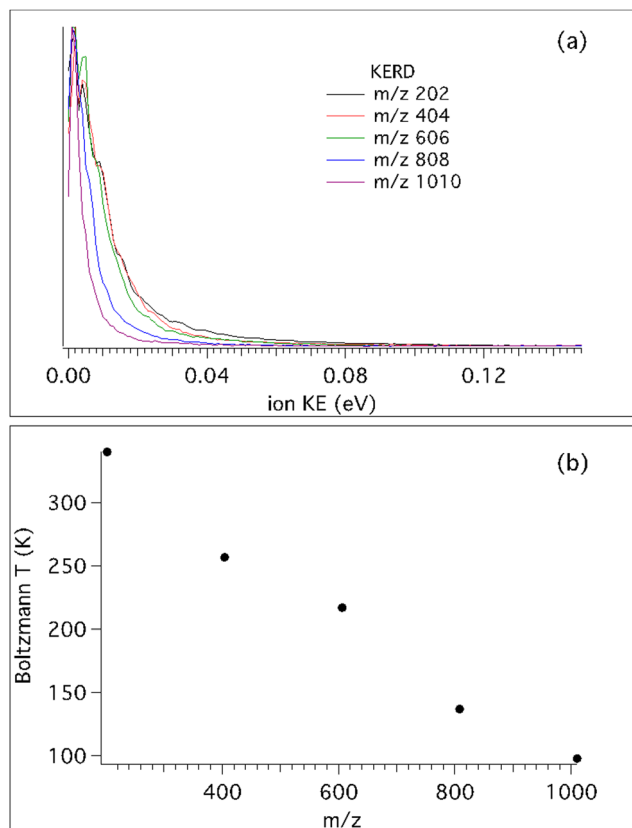 (a)
KERD
m/z 202
m/z 404
m/z 606
m/z 808
m/z 1010
0.00 0.04 0.08 0.12
ion KE (eV)
(b)
Boltzmann T (K)
300
250
200
150
100
400 600 800 1000
m/z